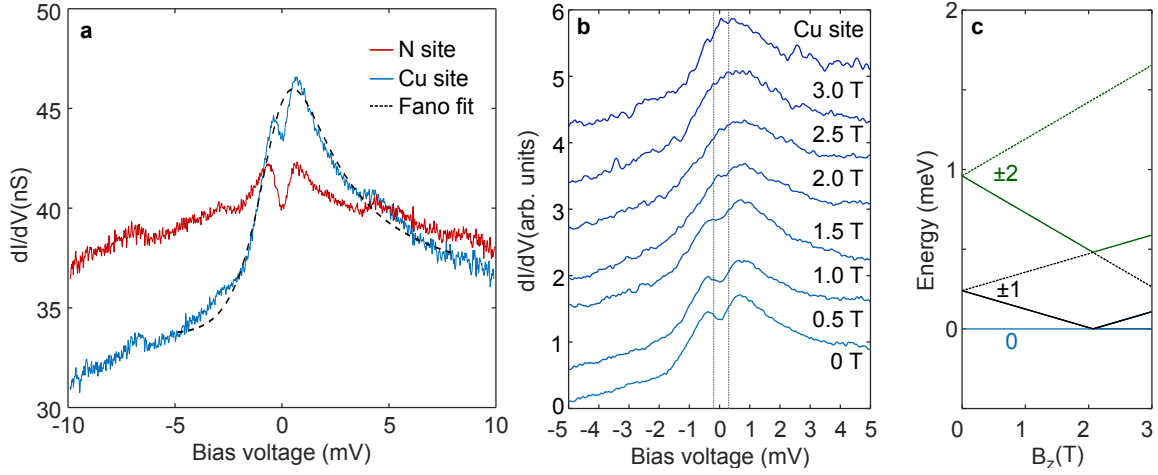 a
N site
Cu site
Fano fit
dI/dV(nS)
50
45
40
35
30
-10
-5
0
5
10
Bias voltage (mV)
b
Cu site
3.0 T
2.5 T
2.0 T
1.5 T
1.0 T
0.5 T
0 T
dI/dV(arb. units)
6
5
4
3
2
1
0
-5 -4 -3 -2 -1 0 1 2 3 4 5
Bias voltage (mV)
c
±2
±1
0
Energy (meV)
2
1
0
0 1 2 3
Bz(T)